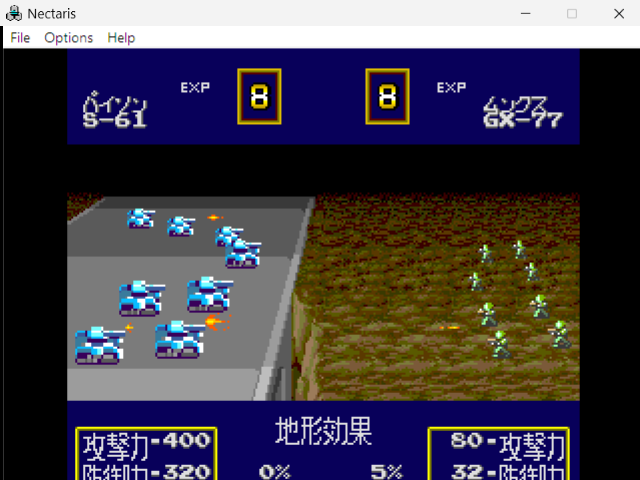 Nectaris
File Options Help
バイソン EXP 8 8 EXP ムンクス
S-61 GX-77
地形効果
攻撃力-400 80-攻撃力
防御力-320 0% 5% 32-防御力